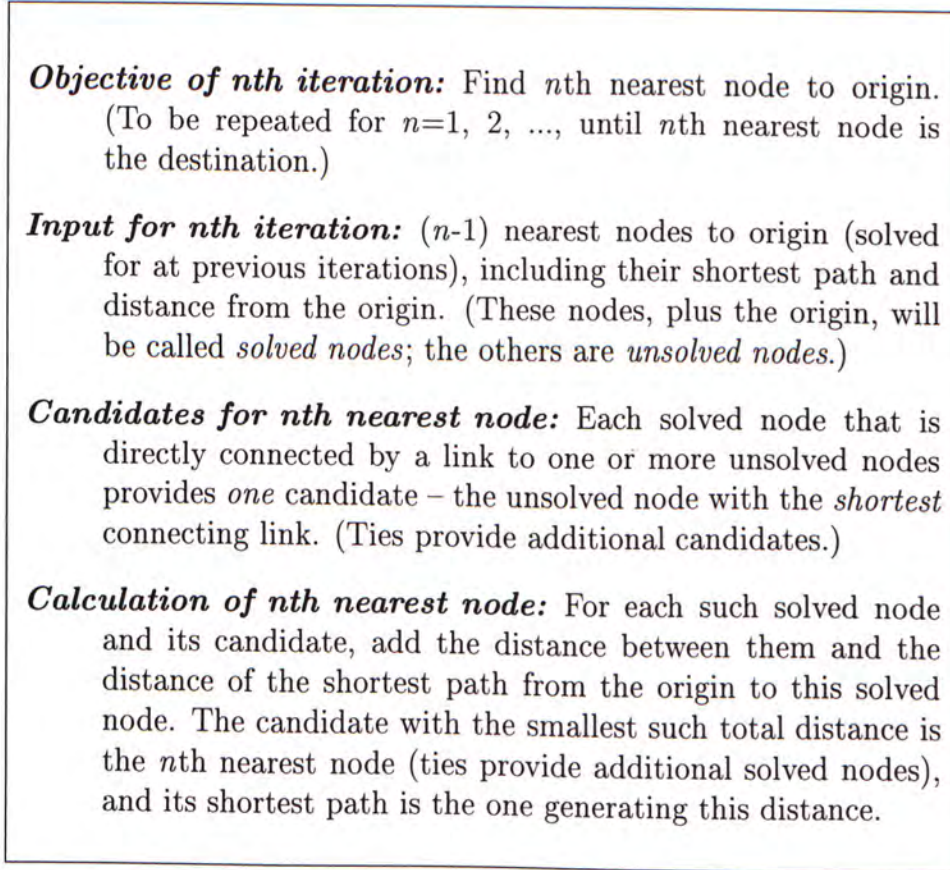 Objective of nth iteration: Find nth nearest node to origin.
(To be repeated for n=1, 2, ..., until nth nearest node is
the destination.)
Input for nth iteration: (n-1) nearest nodes to origin (solved
for at previous iterations), including their shortest path and
distance from the origin. (These nodes, plus the origin, will
be called solved nodes; the others are unsolved nodes.)
Candidates for nth nearest node: Each solved node that is
directly connected by a link to one or more unsolved nodes
provides one candidate – the unsolved node with the shortest
connecting link. (Ties provide additional candidates.)
Calculation of nth nearest node: For each such solved node
and its candidate, add the distance between them and the
distance of the shortest path from the origin to this solved
node. The candidate with the smallest such total distance is
the nth nearest node (ties provide additional solved nodes),
and its shortest path is the one generating this distance.